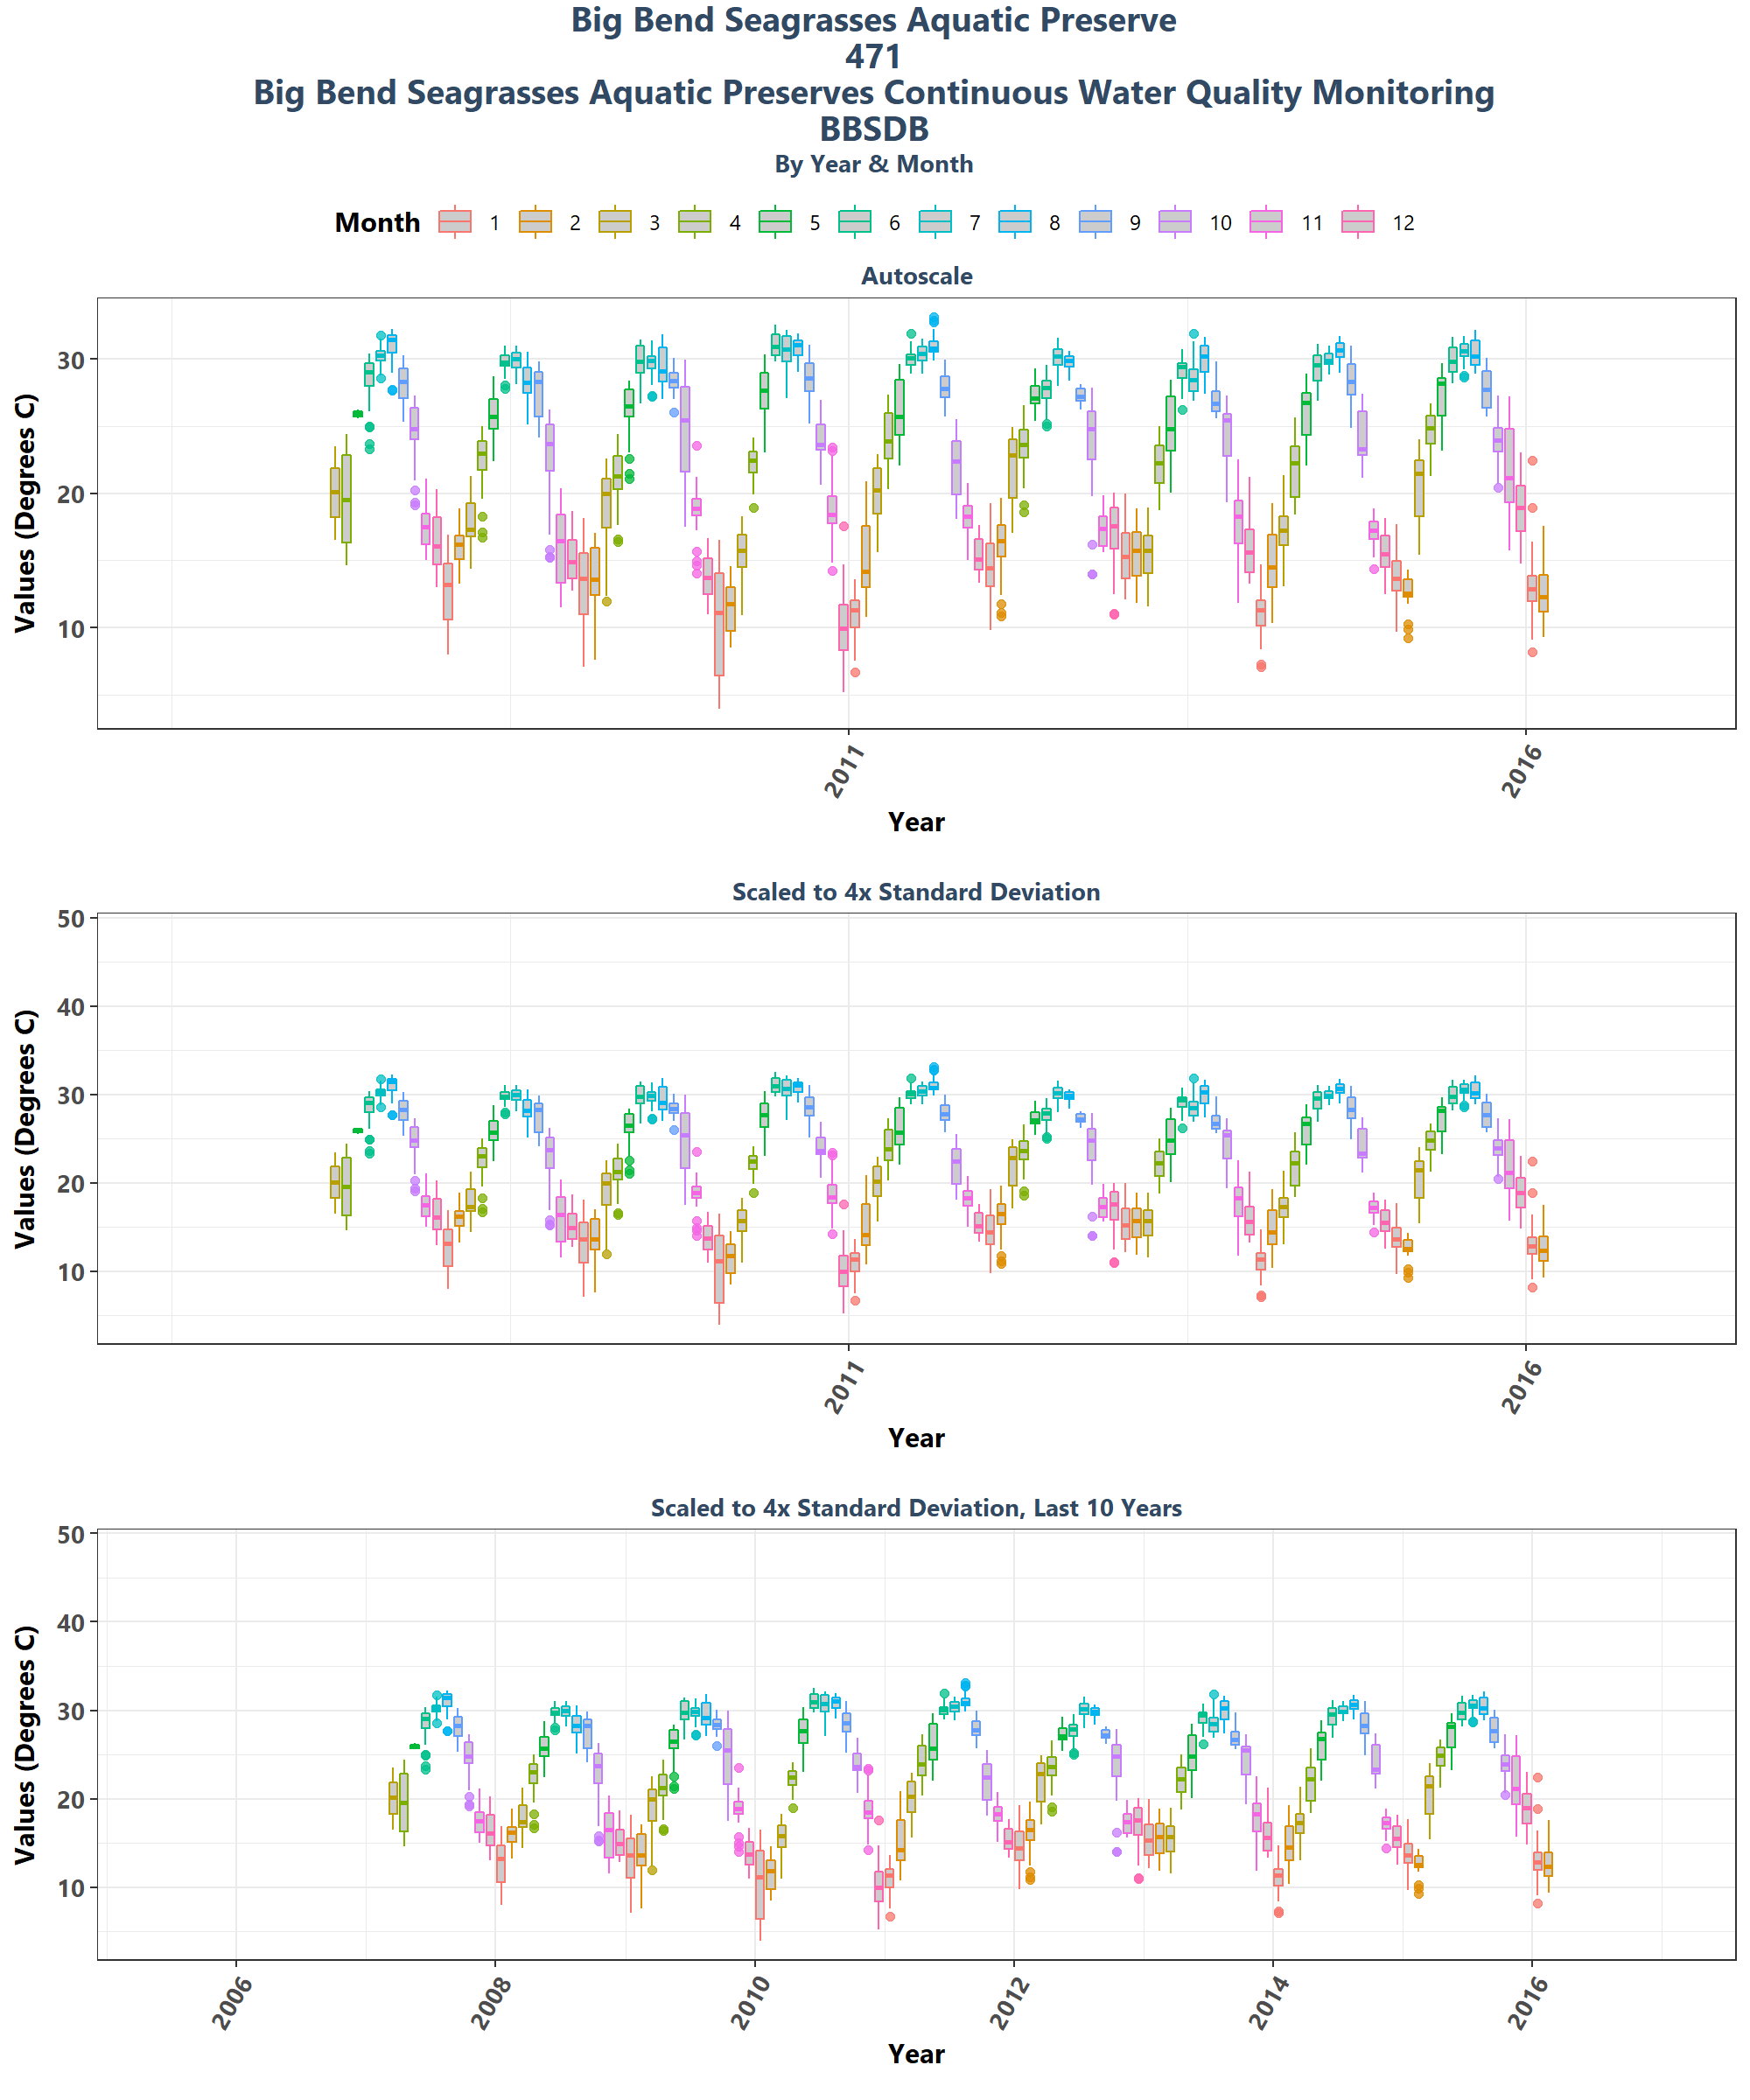 Big Bend Seagrasses Aquatic Preserve
471
Big Bend Seagrasses Aquatic Preserves Continuous Water Quality Monitoring
BBSDB
By Year & Month
Month 1 2 3 4 5 6 7 8 9 10 11 12
Autoscale
Values (Degrees C)
30
20
10
2011 2016
Year
Scaled to 4x Standard Deviation
Values (Degrees C)
50
40
30
20
10
2011 2016
Year
Scaled to 4x Standard Deviation, Last 10 Years
Values (Degrees C)
50
40
30
20
10
2006 2008 2010 2012 2014 2016
Year